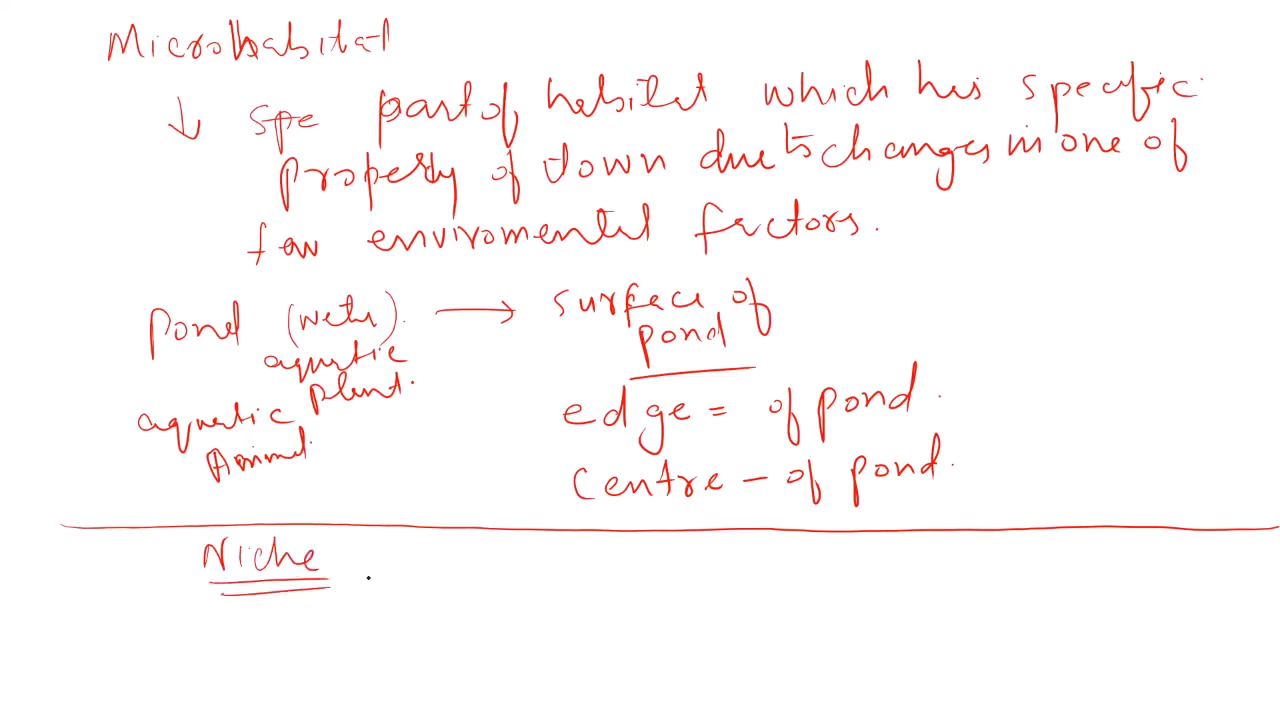 Microhabitat
↓ spe part of habitat which has specific
property of down due to changes in one of
few enviromental factors.
Pond (water) → surface of
pond
aquatic
plant.
aquatic
Animal.
edge = of pond.
Centre - of pond.
Niche